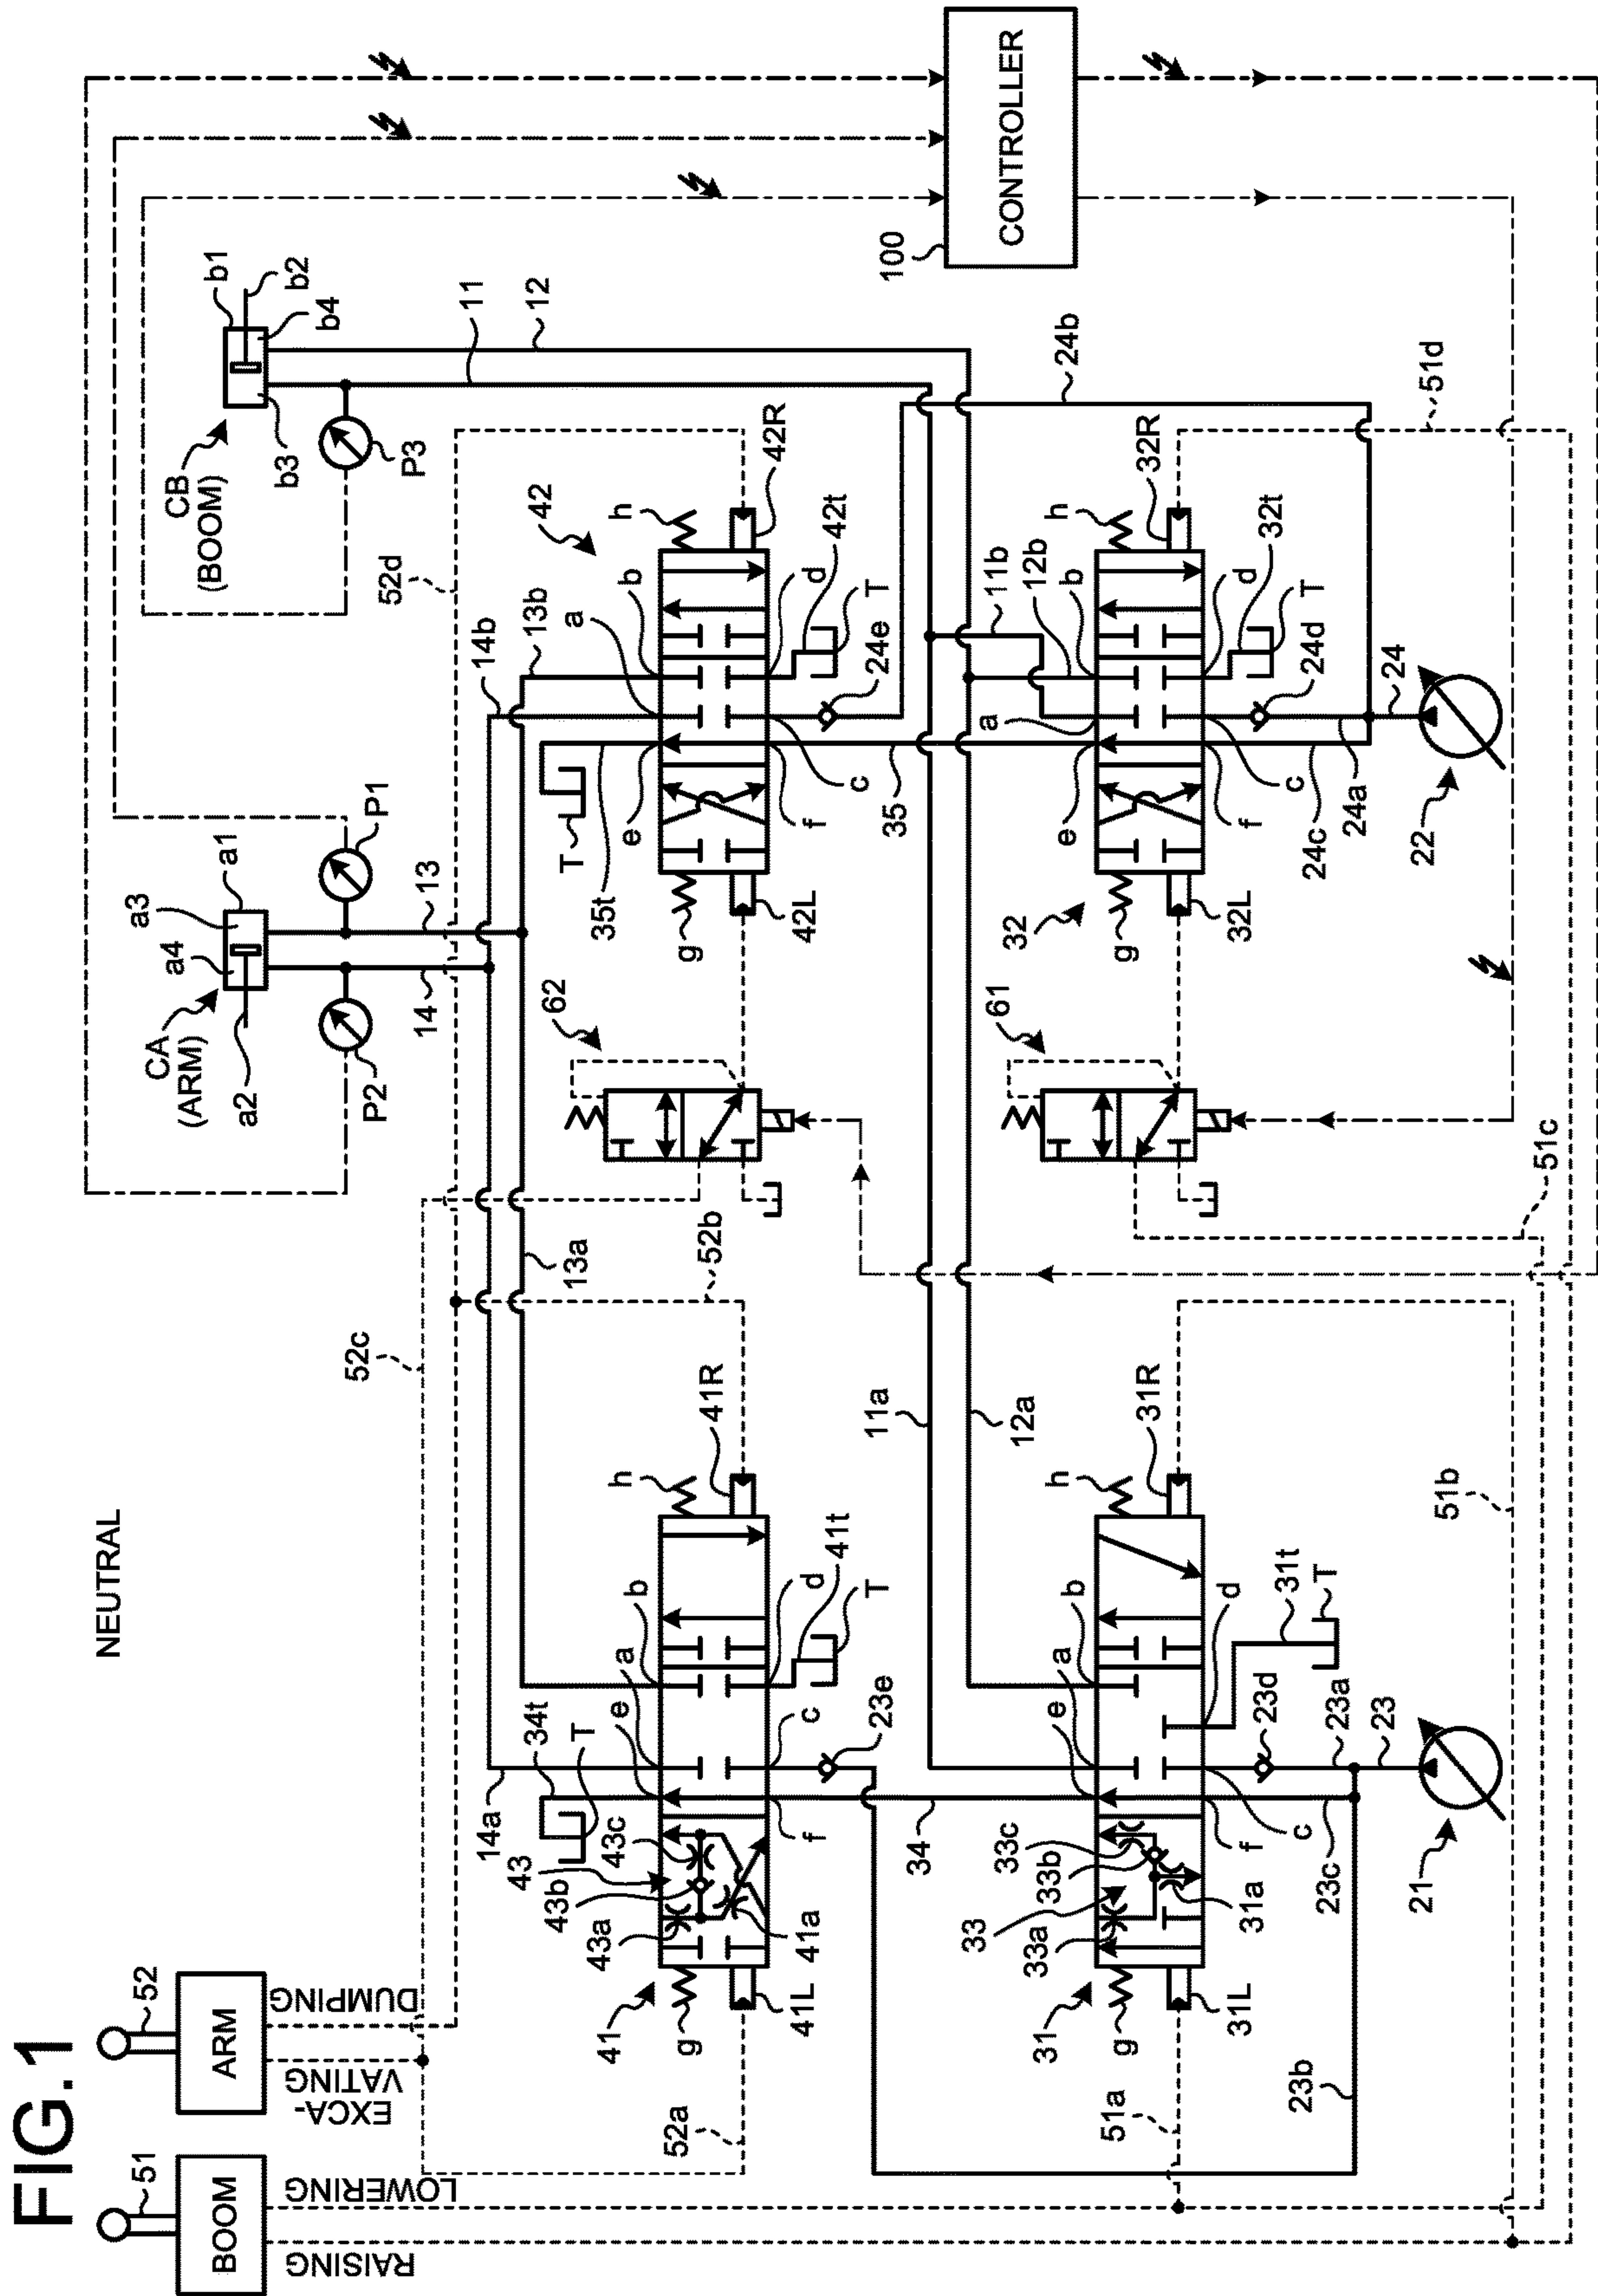 FIG.1
NEUTRAL
51
BOOM
RAISING
LOWERING
52
ARM
EXCA-
VATING
DUMPING
CA
(ARM)
a2
a4
a3
a1
P2
P1
14
13
CB
(BOOM)
b3
b1
b2
b4
P3
11
12
100
CONTROLLER
52c
52d
52b
52a
13a
14b
13b
14a
34t
T
43
43a
43b
43c
41
g
41L
41a
e
a
b
f
c
d
h
41R
41t
T
23e
62
35t
T
e
a
b
42
h
42R
42t
g
42L
f
c
d
T
24e
34
35
11a
12a
11b
12b
24b
31
g
31L
33
33a
33b
33c
31a
e
a
b
f
c
d
h
31R
31t
T
23d
23a
23
23c
23b
21
51a
51b
51c
51d
61
32
g
32L
e
a
b
f
c
d
h
32R
32t
T
24d
24
24a
24c
22